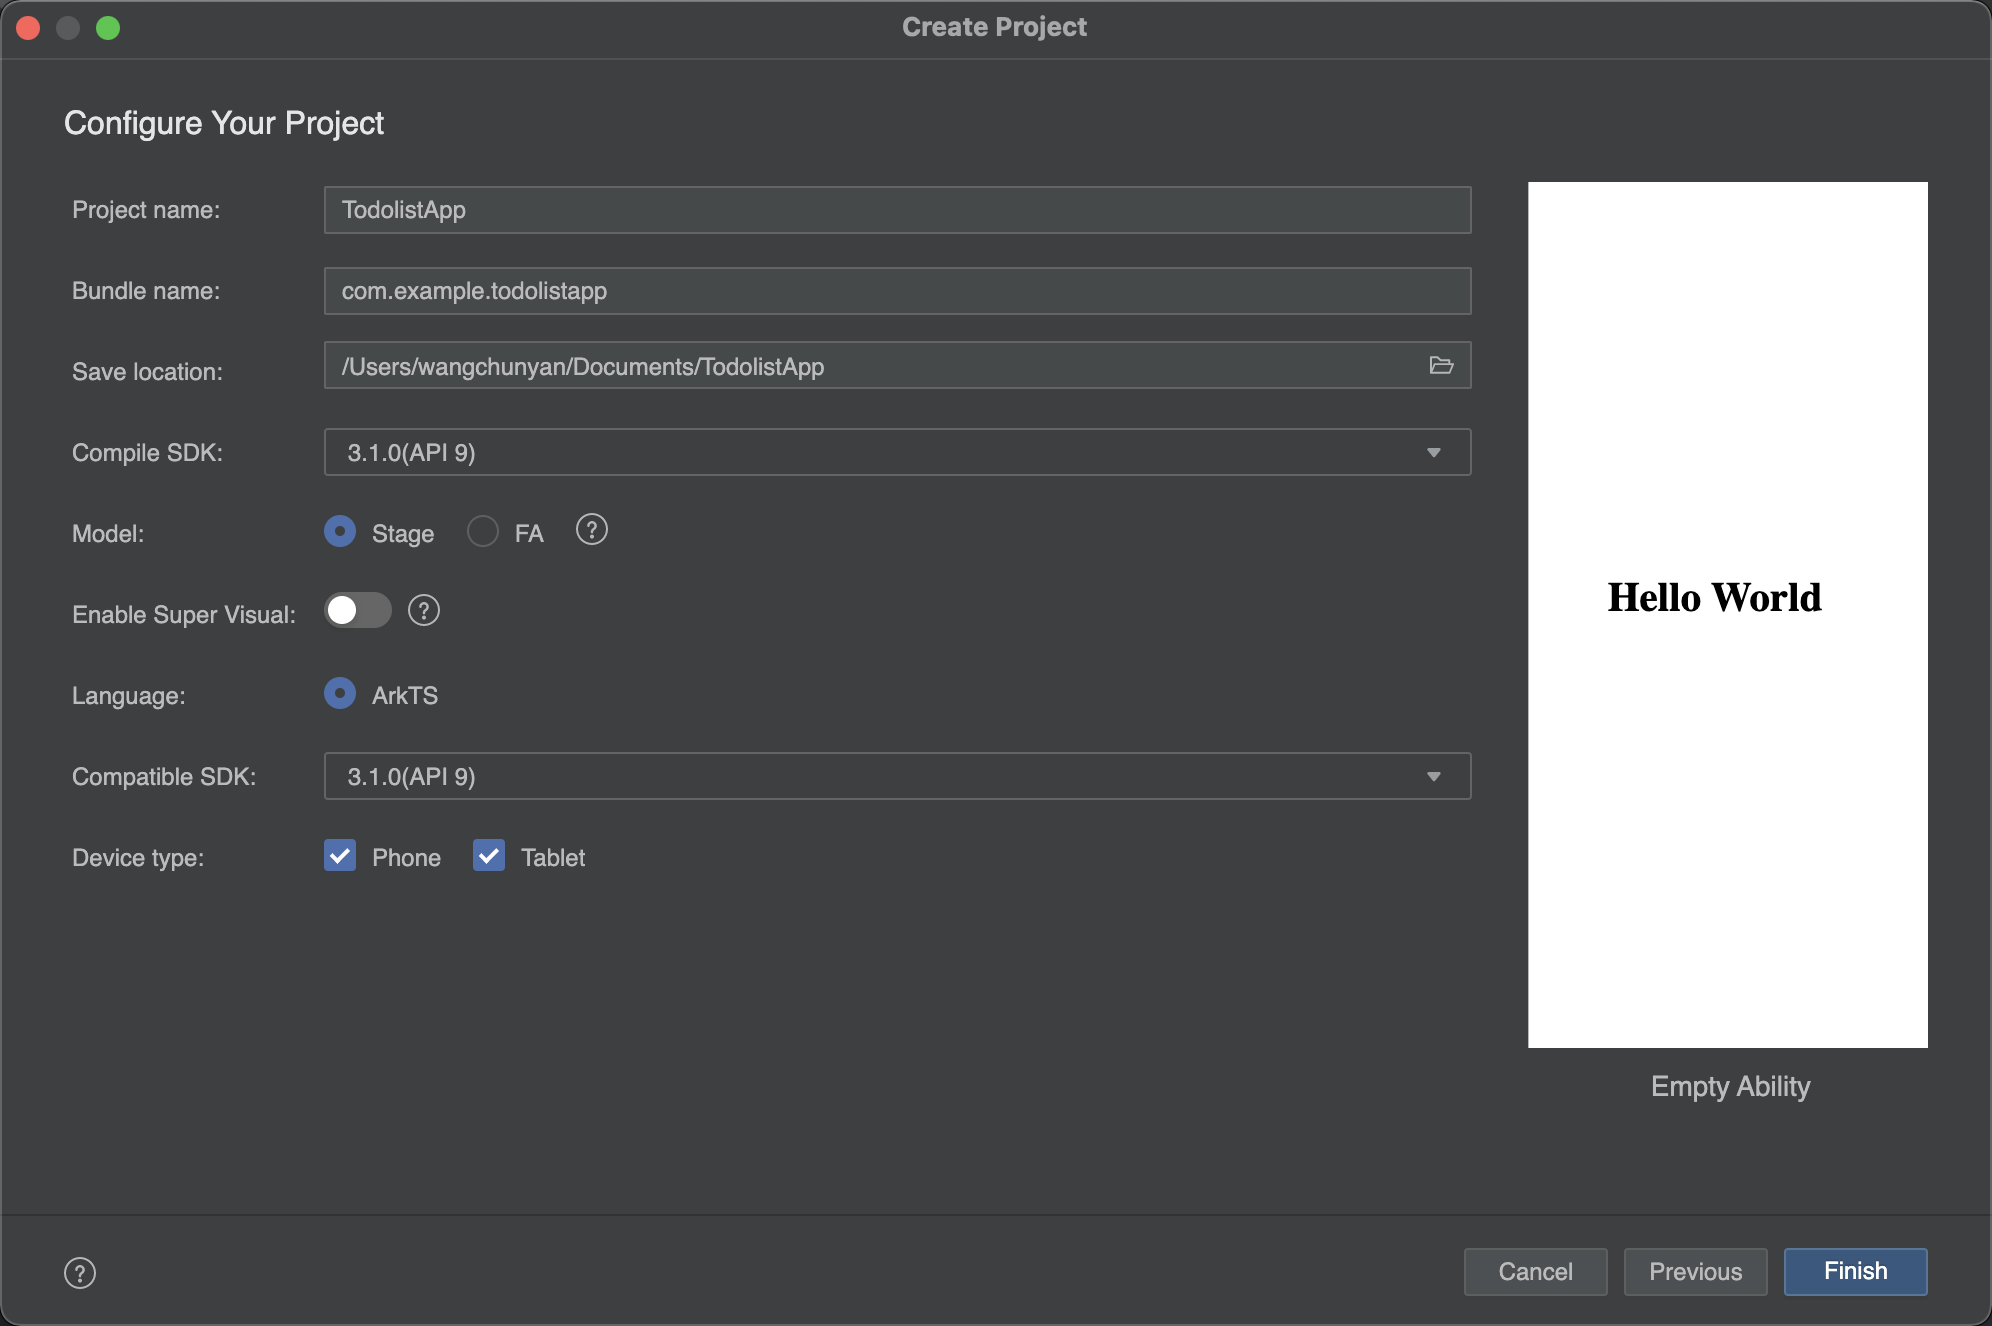 Create Project
Configure Your Project
Project name: TodolistApp
Bundle name: com.example.todolistapp
Save location: /Users/wangchunyan/Documents/TodolistApp
Compile SDK: 3.1.0(API 9)
Model: Stage FA ?
Enable Super Visual: ?
Language: ArkTS
Compatible SDK: 3.1.0(API 9)
Device type: Phone Tablet
Hello World
Empty Ability
? Cancel Previous Finish